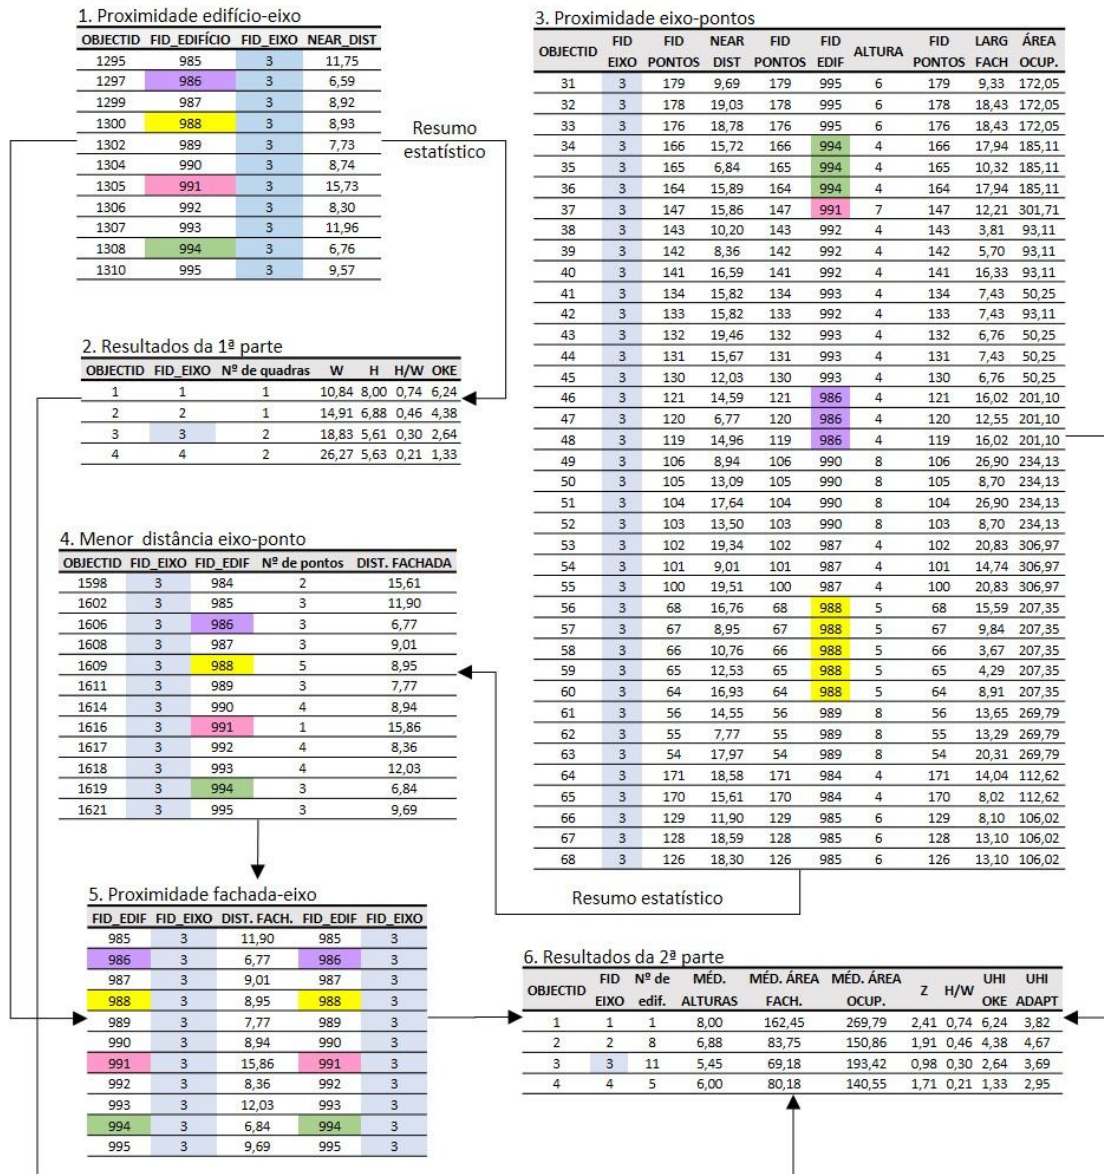 1. Proximidade edifício-eixo
OBJECTID FID_EDIFÍCIO FID_EIXO NEAR_DIST
1295 985 3 11,75
1297 986 3 6,59
1299 987 3 8,92
1300 988 3 8,93
1302 989 3 7,73
1304 990 3 8,74
1305 991 3 15,73
1306 992 3 8,30
1307 993 3 11,96
1308 994 3 6,76
1310 995 3 9,57
Resumo
estatístico
2. Resultados da 1ª parte
OBJECTID FID_EIXO Nº de quadras W H H/W OKE
1 1 1 10,84 8,00 0,74 6,24
2 2 1 14,91 6,88 0,46 4,38
3 3 2 18,83 5,61 0,30 2,64
4 4 2 26,27 5,63 0,21 1,33
3. Proximidade eixo-pontos
OBJECTID FID EIXO FID PONTOS NEAR DIST FID PONTOS FID EDIF ALTURA FID PONTOS LARG FACH ÁREA OCUP.
31 3 179 9,69 179 995 6 179 9,33 172,05
32 3 178 19,03 178 995 6 178 18,43 172,05
33 3 176 18,78 176 995 6 176 18,43 172,05
34 3 166 15,72 166 994 4 166 17,94 185,11
35 3 165 6,84 165 994 4 165 10,32 185,11
36 3 164 15,89 164 994 4 164 17,94 185,11
37 3 147 15,86 147 991 7 147 12,21 301,71
38 3 143 10,20 143 992 4 143 3,81 93,11
39 3 142 8,36 142 992 4 142 5,70 93,11
40 3 141 16,59 141 992 4 141 16,33 93,11
41 3 134 15,82 134 993 4 134 7,43 50,25
42 3 133 15,82 133 992 4 133 7,43 93,11
43 3 132 19,46 132 993 4 132 6,76 50,25
44 3 131 15,67 131 993 4 131 7,43 50,25
45 3 130 12,03 130 993 4 130 6,76 50,25
46 3 121 14,59 121 986 4 121 16,02 201,10
47 3 120 6,77 120 986 4 120 12,55 201,10
48 3 119 14,96 119 986 4 119 16,02 201,10
49 3 106 8,94 106 990 8 106 26,90 234,13
50 3 105 13,09 105 990 8 105 8,70 234,13
51 3 104 17,64 104 990 8 104 26,90 234,13
52 3 103 13,50 103 990 8 103 8,70 234,13
53 3 102 19,34 102 987 4 102 20,83 306,97
54 3 101 9,01 101 987 4 101 14,74 306,97
55 3 100 19,51 100 987 4 100 20,83 306,97
56 3 68 16,76 68 988 5 68 15,59 207,35
57 3 67 8,95 67 988 5 67 9,84 207,35
58 3 66 10,76 66 988 5 66 3,67 207,35
59 3 65 12,53 65 988 5 65 4,29 207,35
60 3 64 16,93 64 988 5 64 8,91 207,35
61 3 56 14,55 56 989 8 56 13,65 269,79
62 3 55 7,77 55 989 8 55 13,29 269,79
63 3 54 17,97 54 989 8 54 20,31 269,79
64 3 171 18,58 171 984 4 171 14,04 112,62
65 3 170 15,61 170 984 4 170 8,02 112,62
66 3 129 11,90 129 985 6 129 8,10 106,02
67 3 128 18,59 128 985 6 128 13,10 106,02
68 3 126 18,30 126 985 6 126 13,10 106,02
4. Menor distância eixo-ponto
OBJECTID FID_EIXO FID_EDIF Nº de pontos DIST. FACHADA
1598 3 984 2 15,61
1602 3 985 3 11,90
1606 3 986 3 6,77
1608 3 987 3 9,01
1609 3 988 5 8,95
1611 3 989 3 7,77
1614 3 990 4 8,94
1616 3 991 1 15,86
1617 3 992 4 8,36
1618 3 993 4 12,03
1619 3 994 3 6,84
1621 3 995 3 9,69
Resumo estatístico
5. Proximidade fachada-eixo
FID_EDIF FID_EIXO DIST. FACH. FID_EDIF FID_EIXO
985 3 11,90 985 3
986 3 6,77 986 3
987 3 9,01 987 3
988 3 8,95 988 3
989 3 7,77 989 3
990 3 8,94 990 3
991 3 15,86 991 3
992 3 8,36 992 3
993 3 12,03 993 3
994 3 6,84 994 3
995 3 9,69 995 3
6. Resultados da 2ª parte
OBJECTID FID EIXO Nº de edif. MÉD. ALTURAS MÉD. ÁREA FACH. MÉD. ÁREA OCUP. Z H/W UHI OKE UHI ADAPT
1 1 1 8,00 162,45 269,79 2,41 0,74 6,24 3,82
2 2 8 6,88 83,75 150,86 1,91 0,46 4,38 4,67
3 3 11 5,45 69,18 193,42 0,98 0,30 2,64 3,69
4 4 5 6,00 80,18 140,55 1,71 0,21 1,33 2,95